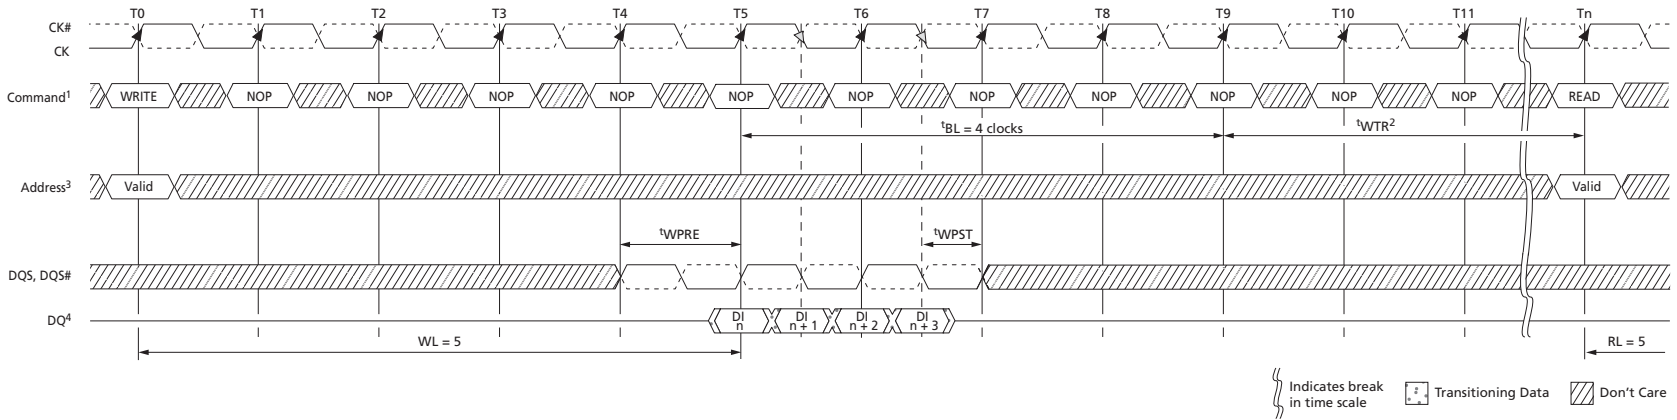 T0 T1 T2 T3 T4 T5 T6 T7 T8 T9 T10 T11 Tn
CK#
CK
Command¹ WRITE NOP NOP NOP NOP NOP NOP NOP NOP NOP NOP NOP READ
ᵗBL = 4 clocks ᵗWTR²
Address³ Valid Valid
ᵗWPRE ᵗWPST
DQS, DQS#
DQ⁴ DI n DI n + 1 DI n + 2 DI n + 3
WL = 5 RL = 5
Indicates break
in time scale
Transitioning Data
Don't Care